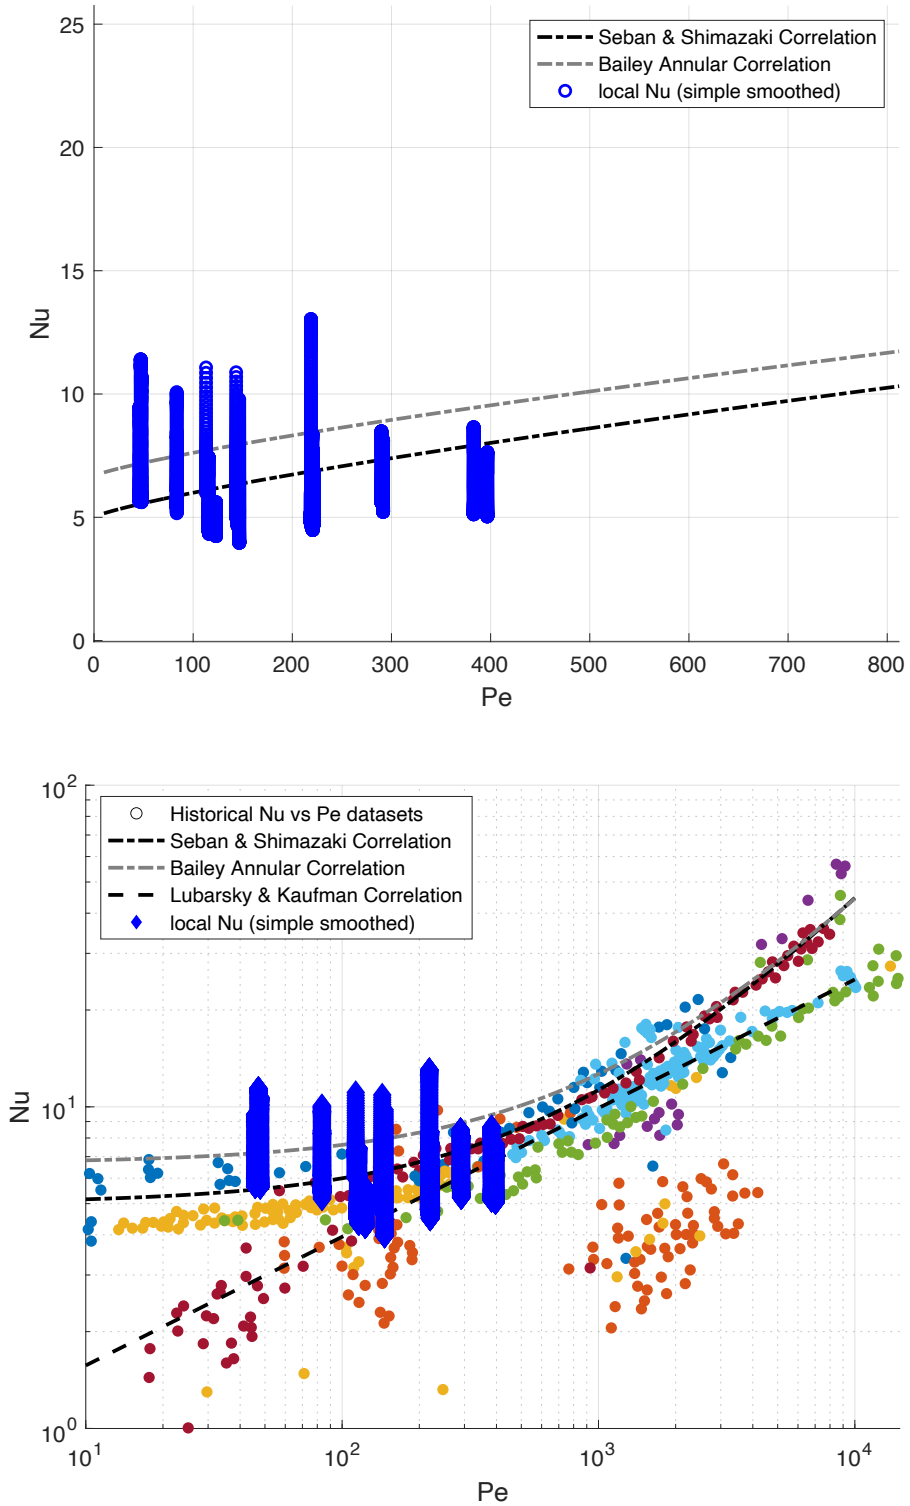 25
20
15
10
5
0
Nu
Seban & Shimazaki Correlation
Bailey Annular Correlation
local Nu (simple smoothed)
0 100 200 300 400 500 600 700 800
Pe
10^2
10^1
10^0
Nu
Historical Nu vs Pe datasets
Seban & Shimazaki Correlation
Bailey Annular Correlation
Lubarsky & Kaufman Correlation
local Nu (simple smoothed)
10^1 10^2 10^3 10^4
Pe